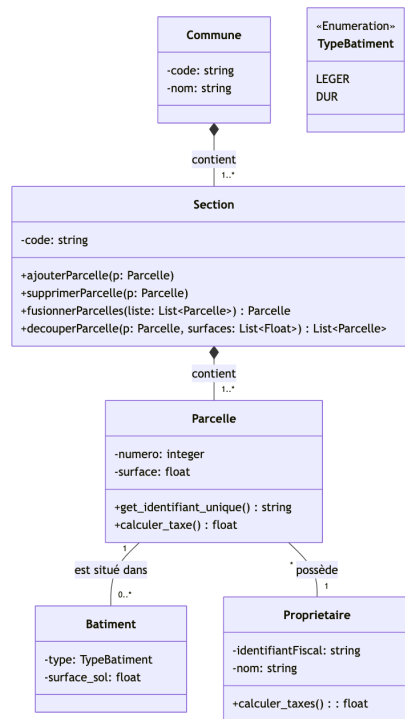 Commune
-code: string
-nom: string
«Enumeration»
TypeBatiment
LEGER
DUR
contient
1..*
Section
-code: string
+ajouterParcelle(p: Parcelle)
+supprimerParcelle(p: Parcelle)
+fusionnerParcelles(liste: List<Parcelle>) : Parcelle
+decouperParcelle(p: Parcelle, surfaces: List<Float>) : List<Parcelle>
contient
1..*
Parcelle
-numero: integer
-surface: float
+get_identifiant_unique() : string
+calculer_taxe() : float
1
est situé dans
0..*
* possède
1
Batiment
-type: TypeBatiment
-surface_sol: float
Proprietaire
-identifiantFiscal: string
-nom: string
+calculer_taxes() : : float